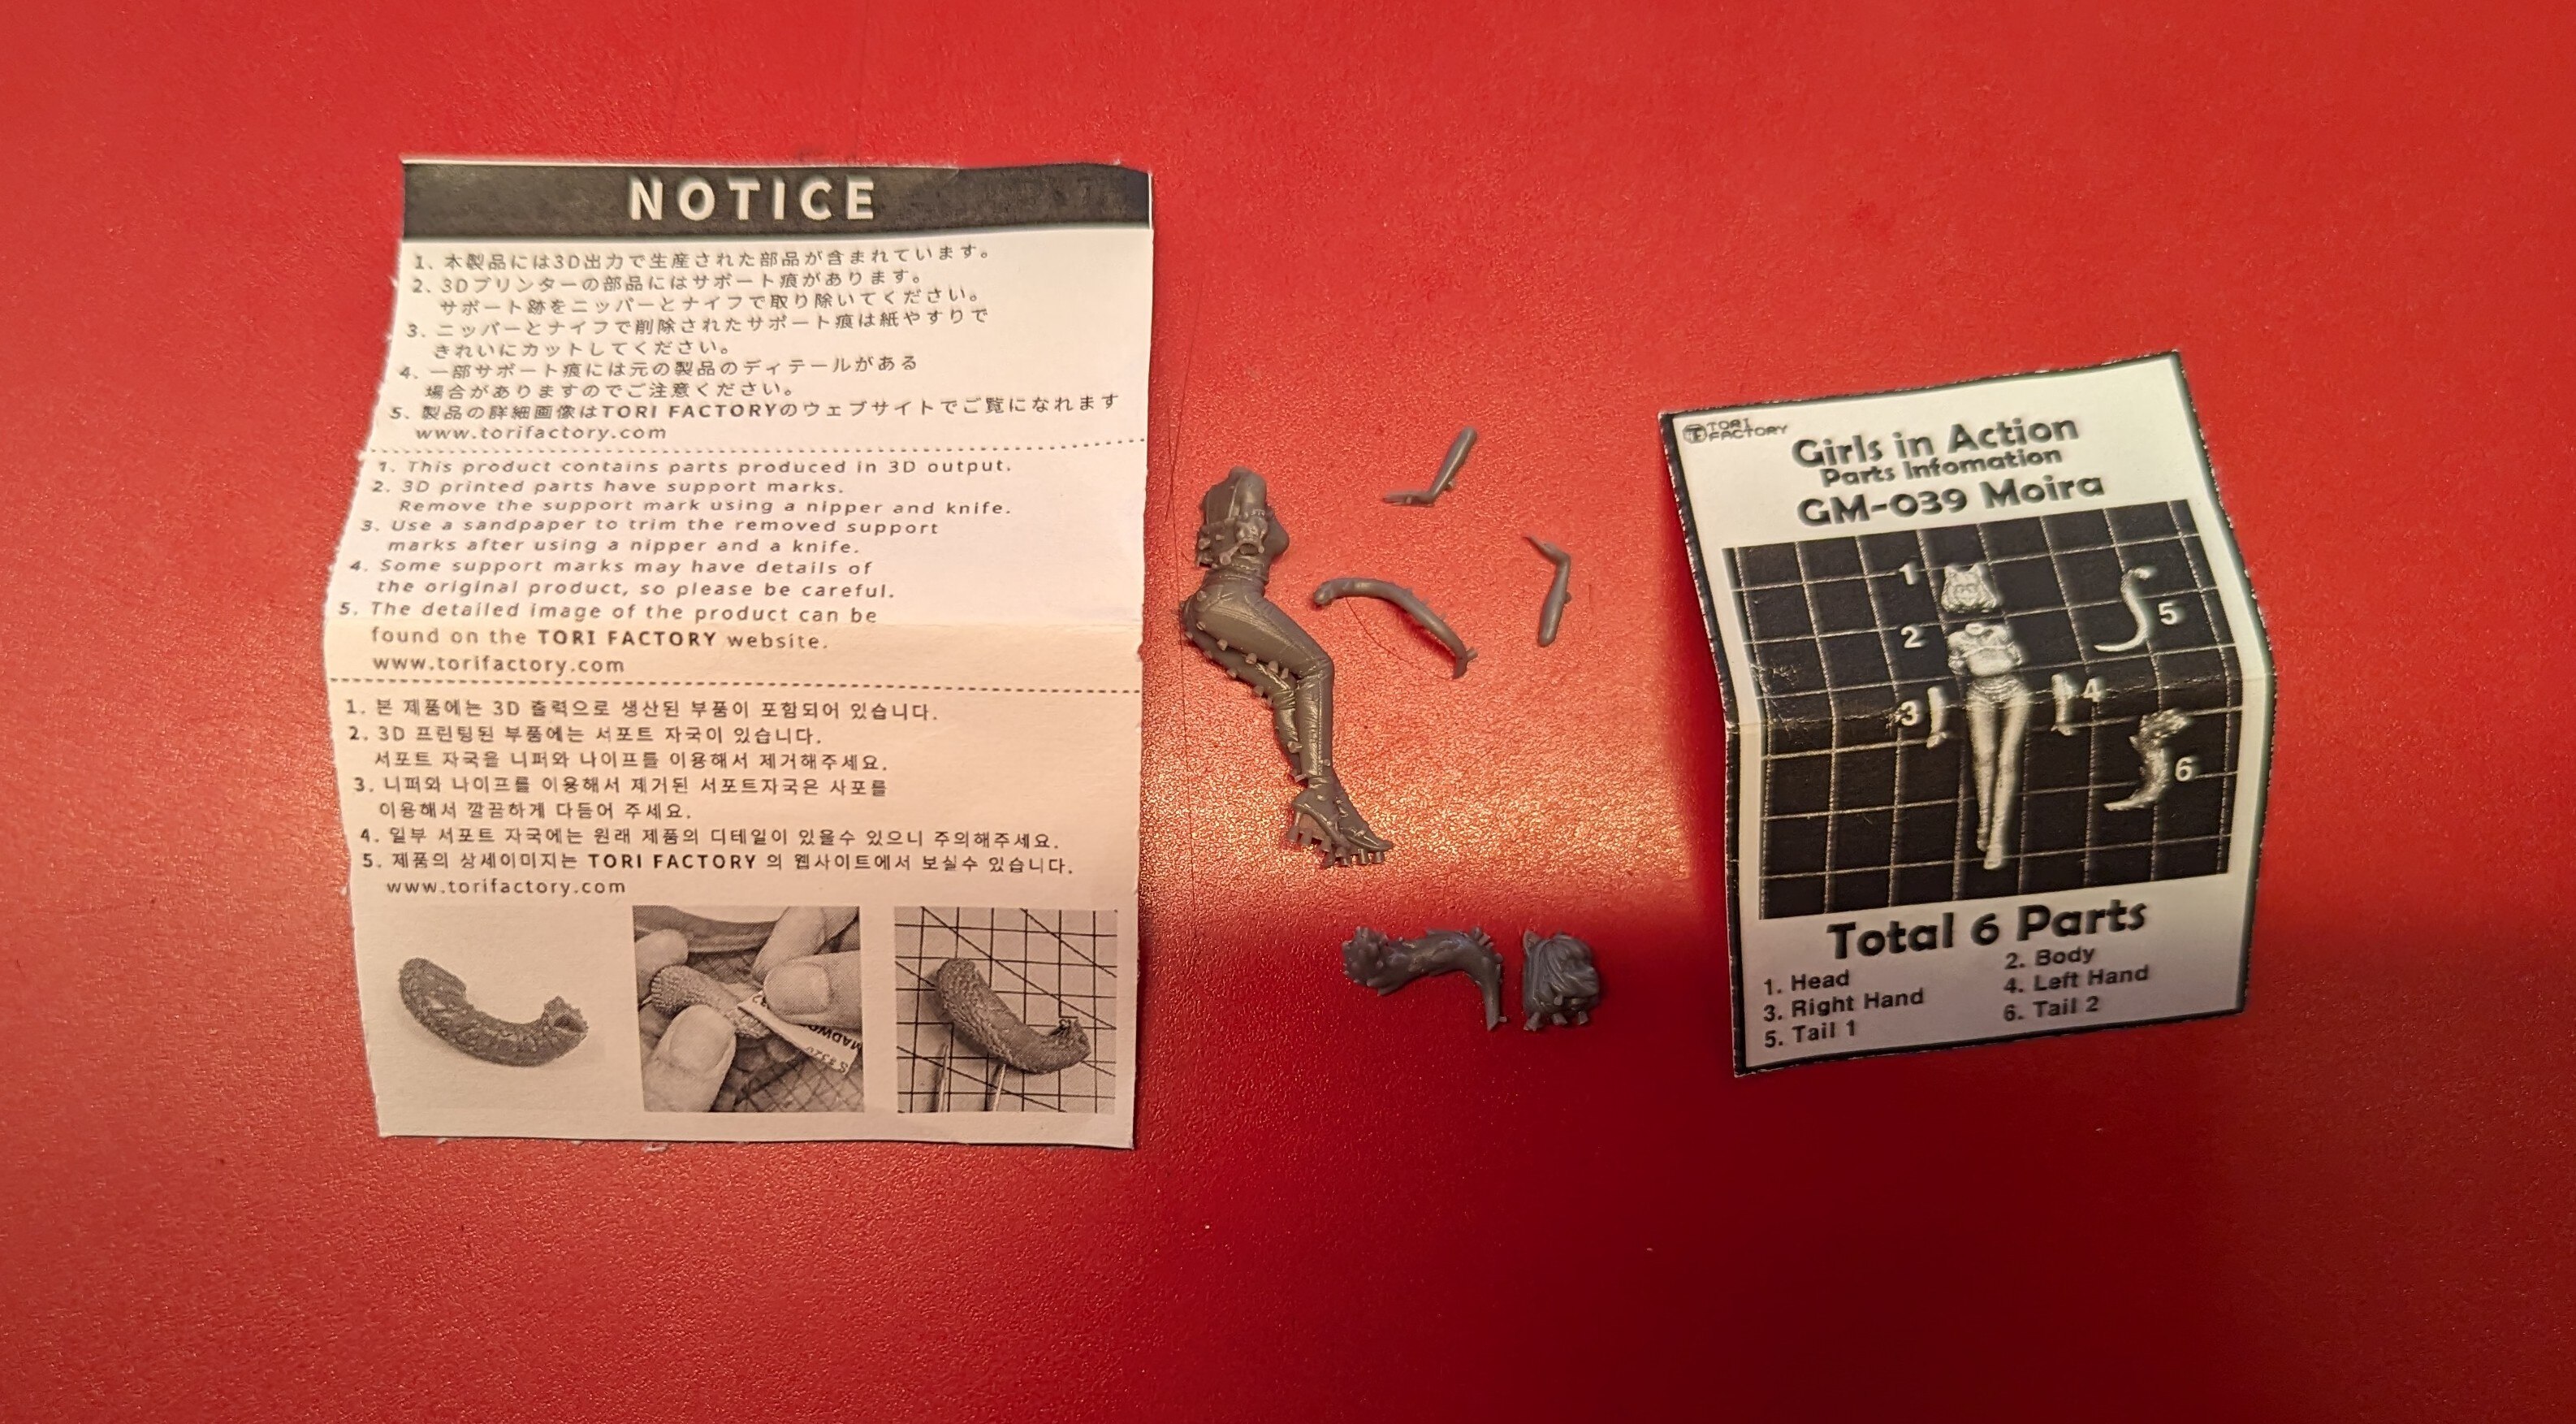 NOTICE
1. 本製品には3D出力で生産された部品が含まれています。
2. 3Dプリンターの部品にはサポート痕があります。
サポート跡をニッパーとナイフで取り除いてください。
3. ニッパーとナイフで削除されたサポート痕は紙やすりで
きれいにカットしてください。
4. 一部サポート痕には元の製品のディテールがある
場合がありますのでご注意ください。
5. 製品の詳細画像はTORI FACTORYのウェブサイトでご覧になれます
www.torifactory.com
1. This product contains parts produced in 3D output.
2. 3D printed parts have support marks.
Remove the support mark using a nipper and knife.
3. Use a sandpaper to trim the removed support
marks after using a nipper and a knife.
4. Some support marks may have details of
the original product, so please be careful.
5. The detailed image of the product can be
found on the TORI FACTORY website.
www.torifactory.com
1. 본 제품에는 3D 출력으로 생산된 부품이 포함되어 있습니다.
2. 3D 프린팅된 부품에는 서포트 자국이 있습니다.
서포트 자국을 니퍼와 나이프를 이용해서 제거해주세요.
3. 니퍼와 나이프를 이용해서 제거된 서포트자국은 사포를
이용해서 깔끔하게 다듬어 주세요.
4. 일부 서포트 자국에는 원래 제품의 디테일이 있을수 있으니 주의해주세요.
5. 제품의 상세이미지는 TORI FACTORY 의 웹사이트에서 보실수 있습니다.
www.torifactory.com
TORI
FACTORY
Girls in Action
Parts Infomation
GM-039 Moira
1
2
3
4
5
6
Total 6 Parts
1. Head
2. Body
3. Right Hand
4. Left Hand
5. Tail 1
6. Tail 2